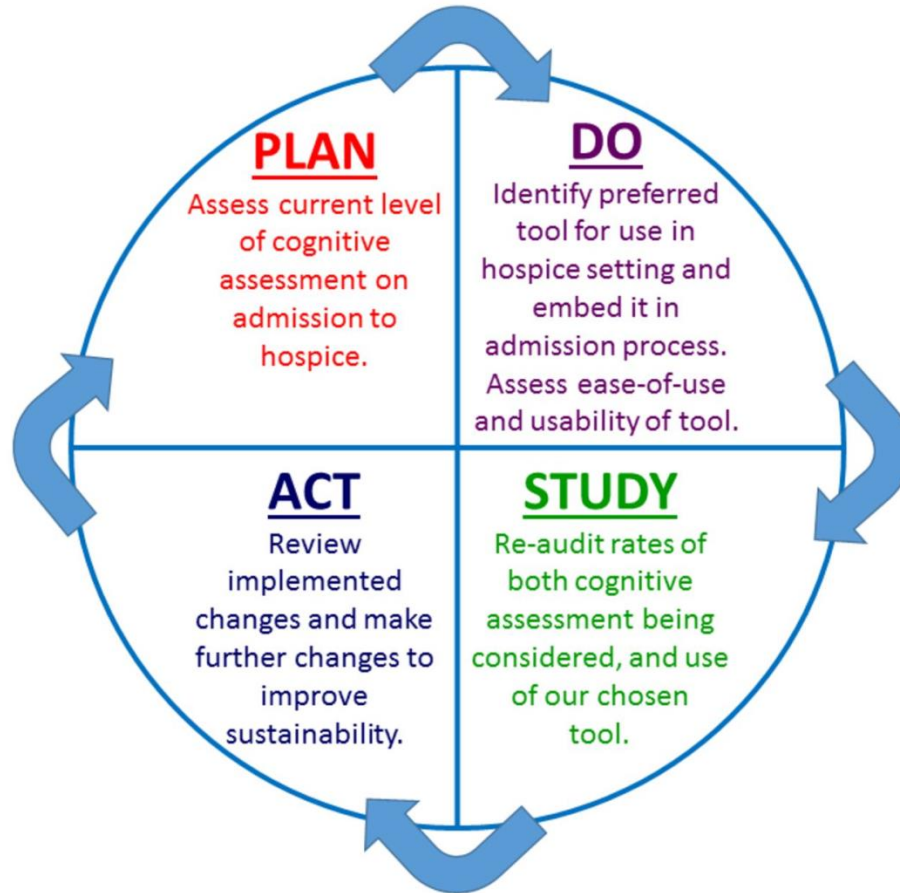 PLAN
Assess current level
of cognitive
assessment on
admission to
hospice.
DO
Identify preferred
tool for use in
hospice setting and
embed it in
admission process.
Assess ease-of-use
and usability of tool.
STUDY
Re-audit rates of
both cognitive
assessment being
considered, and use
of our chosen
tool.
ACT
Review
implemented
changes and make
further changes to
improve
sustainability.